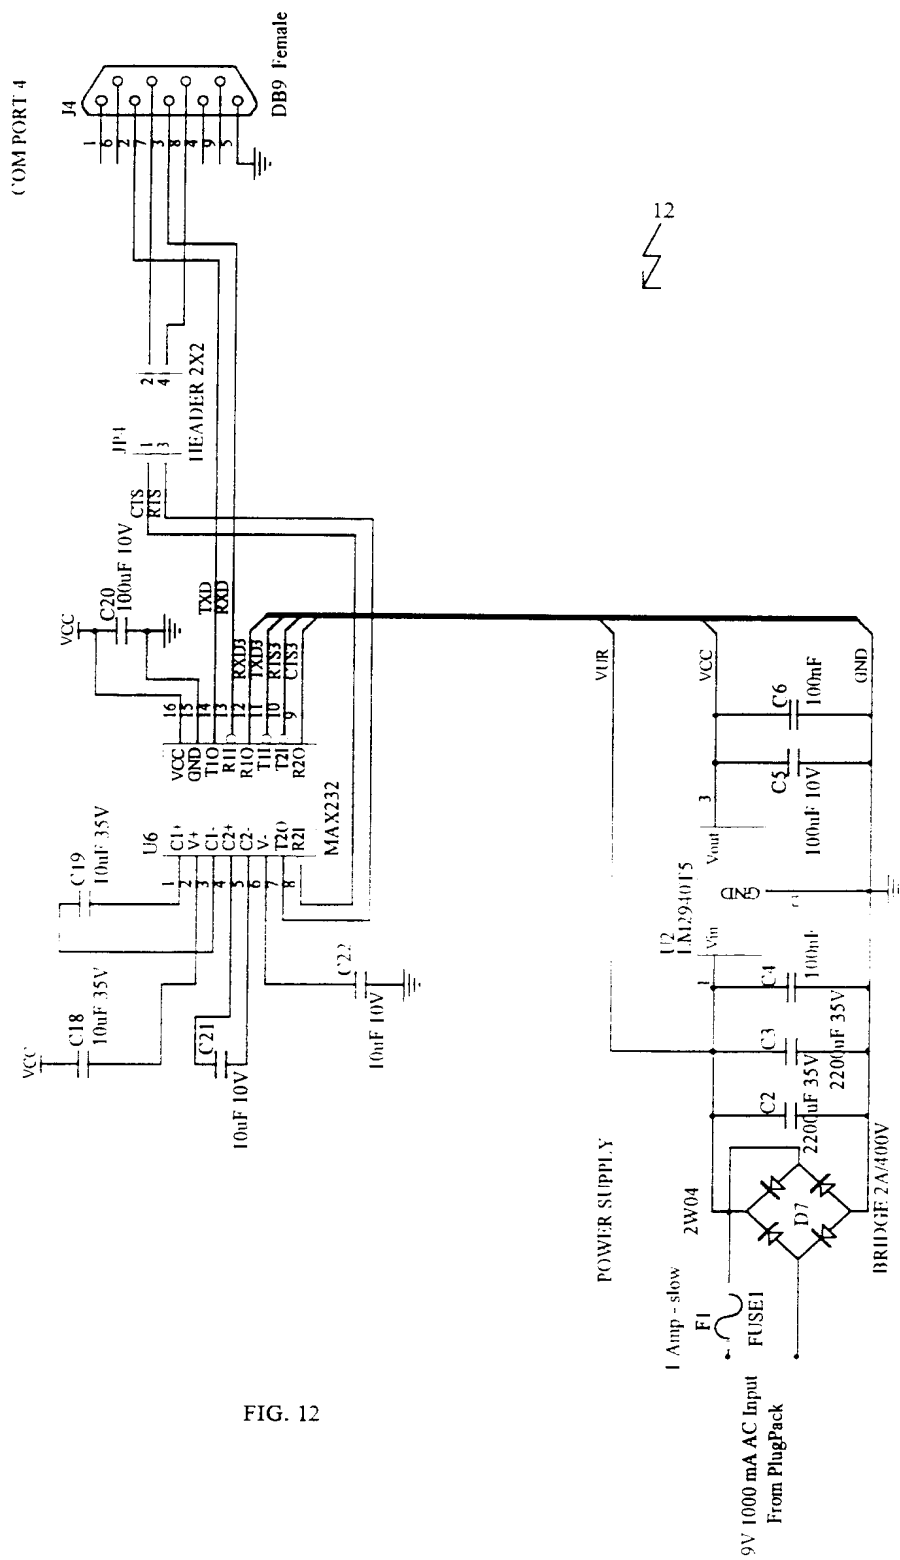 COM PORT 4
J4
DB9 Female
1
6
2
7
3
8
4
9
5
12
2
4
HEADER 2X2
JP4
1
3
CTS
RTS
VCC
C20
100uF 10V
TXD
RXD
RXD3
TXD3
RTS3
CTS3
16
15
14
13
12
11
10
9
VCC
GND
T1O
R1I
R1O
T1I
T2I
R2O
MAX232
U6
C1+
V+
C1-
C2+
C2-
V-
T2O
R2I
1
2
3
4
5
6
7
8
C19
10uF 35V
VCC
C18
10uF 35V
C21
10uF 10V
C22
10uF 10V
VUR
VCC
GND
C6
100nF
C5
100uF 10V
3
Vout
GND
U2
LM2940T5
Vin
1
C4
100nF
C3
2200uF 35V
C2
2200uF 35V
POWER SUPPLY
2W04
D7
BRIDGE 2A/400V
1 Amp - slow
F1
FUSE1
9V 1000 mA AC Input
From PlugPack
FIG. 12